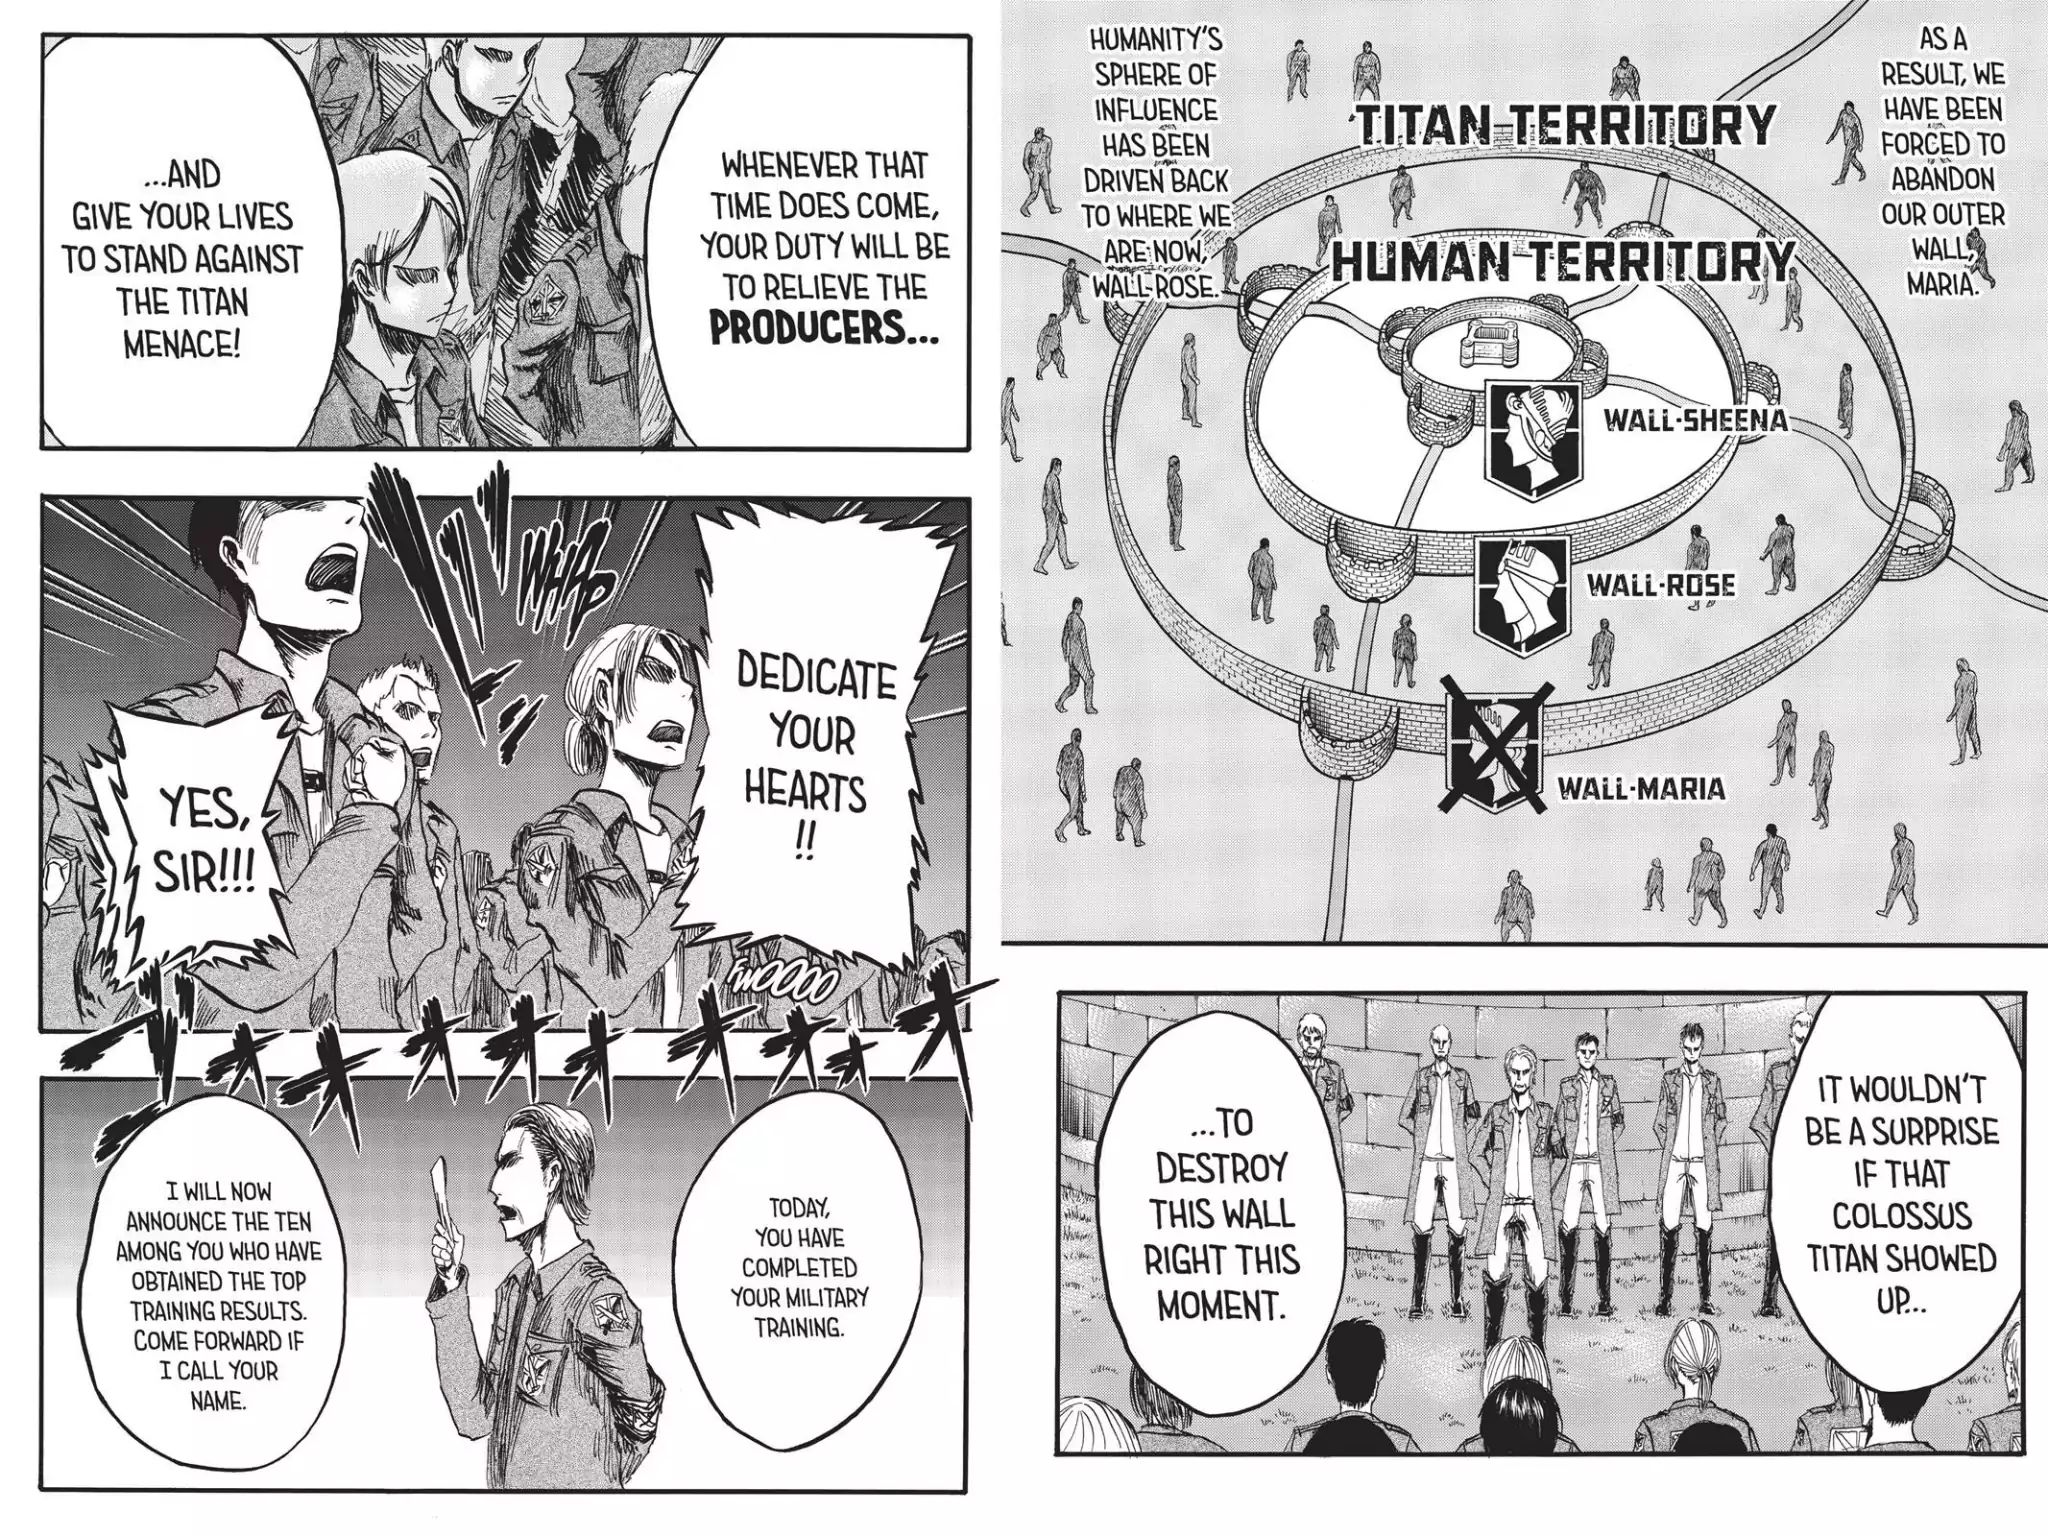 AS A
RESULT, WE
HAVE BEEN
FORCED TO
ABANDON
OUR OUTER
WALL,
MARIA.
HUMANITY'S
SPHERE OF
INFLUENCE
HAS BEEN
DRIVEN BACK
TO WHERE WE
ARE NOW,
WALL-ROSE.
TITAN TERRITORY
HUMAN TERRITORY
WALL-SHEENA
WALL-ROSE
WALL-MARIA
IT WOULDN'T
BE A SURPRISE
IF THAT
COLOSSUS
TITAN SHOWED
UP...
...TO
DESTROY
THIS WALL
RIGHT THIS
MOMENT.
WHENEVER THAT
TIME DOES COME,
YOUR DUTY WILL BE
TO RELIEVE THE
PRODUCERS...
...AND
GIVE YOUR LIVES
TO STAND AGAINST
THE TITAN
MENACE!
DEDICATE
YOUR
HEARTS
!!
WHAP
YES,
SIR!!!
FWOOOO
TODAY,
YOU HAVE
COMPLETED
YOUR MILITARY
TRAINING.
I WILL NOW
ANNOUNCE THE TEN
AMONG YOU WHO HAVE
OBTAINED THE TOP
TRAINING RESULTS.
COME FORWARD IF
I CALL YOUR
NAME.